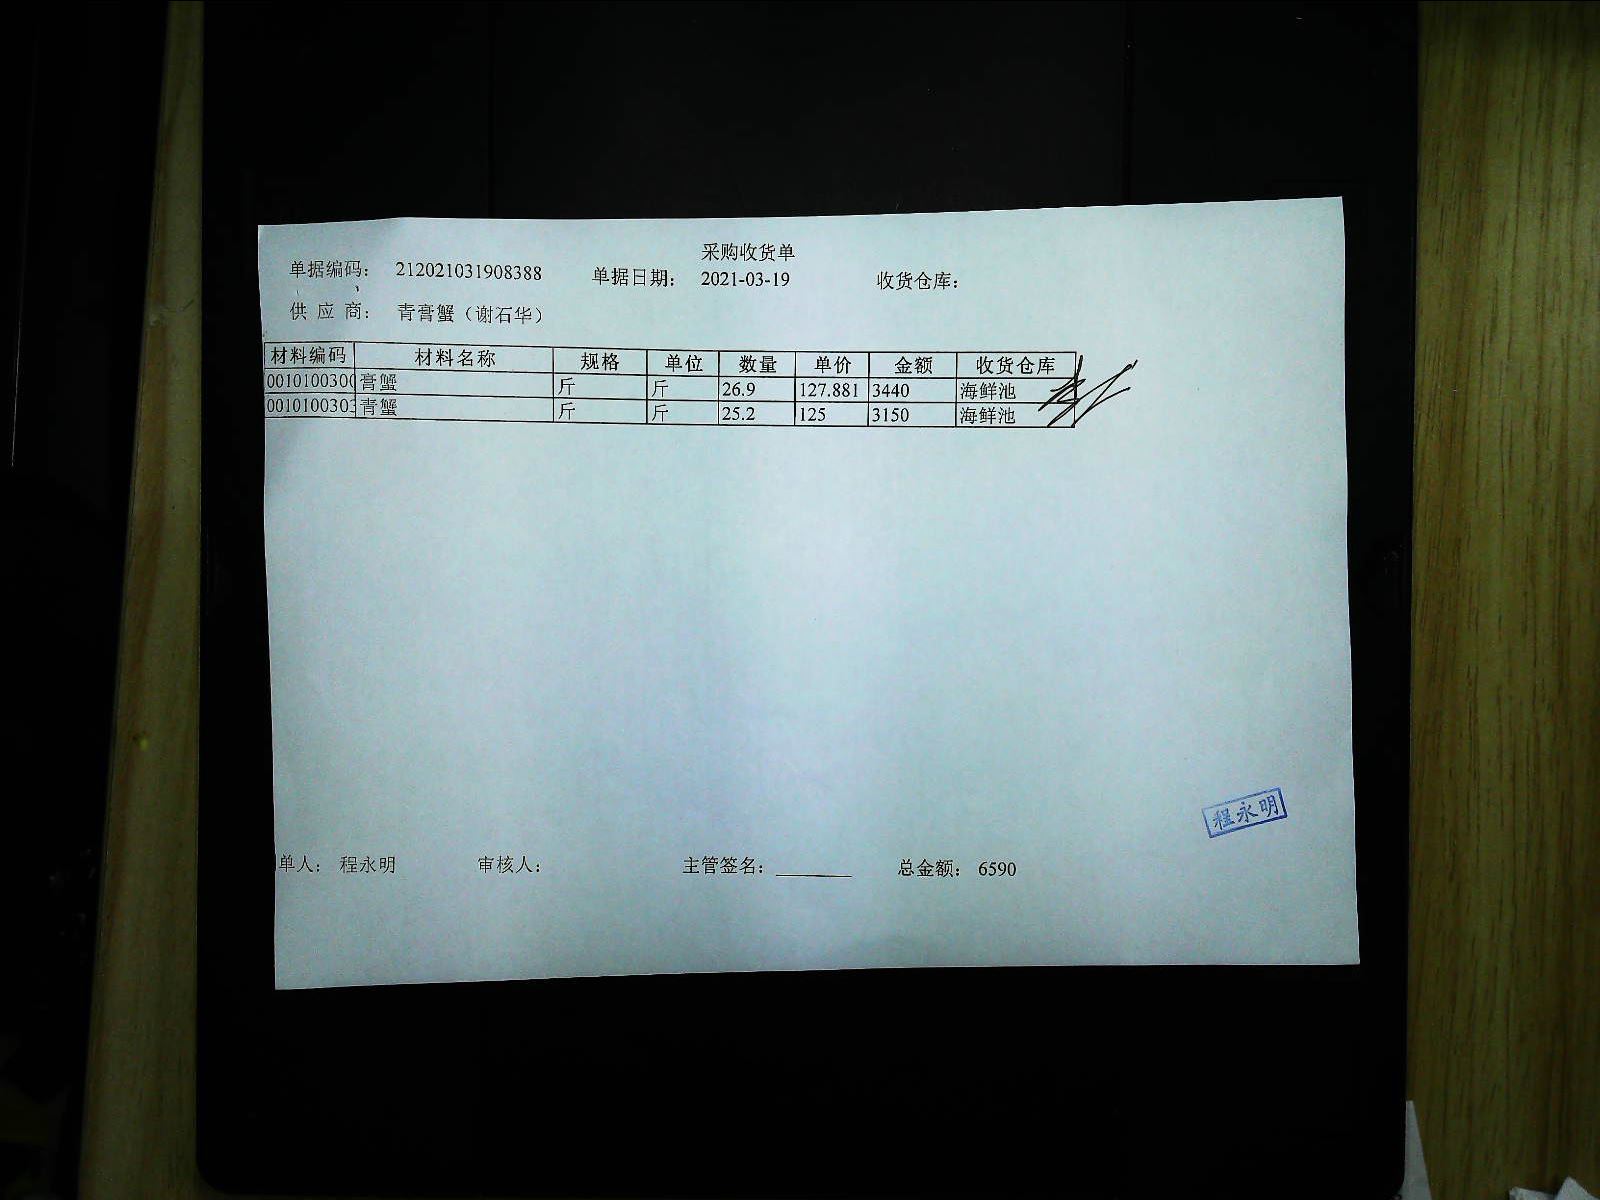 采购收货单
单据编码： 212021031908388 单据日期： 2021-03-19 收货仓库：
供 应 商： 青膏蟹（谢石华）
材料编码 材料名称 规格 单位 数量 单价 金额 收货仓库
0010100300 膏蟹 斤 斤 26.9 127.881 3440 海鲜池
0010100303 青蟹 斤 斤 25.2 125 3150 海鲜池
程永明
单人： 程永明 审核人： 主管签名： 总金额： 6590